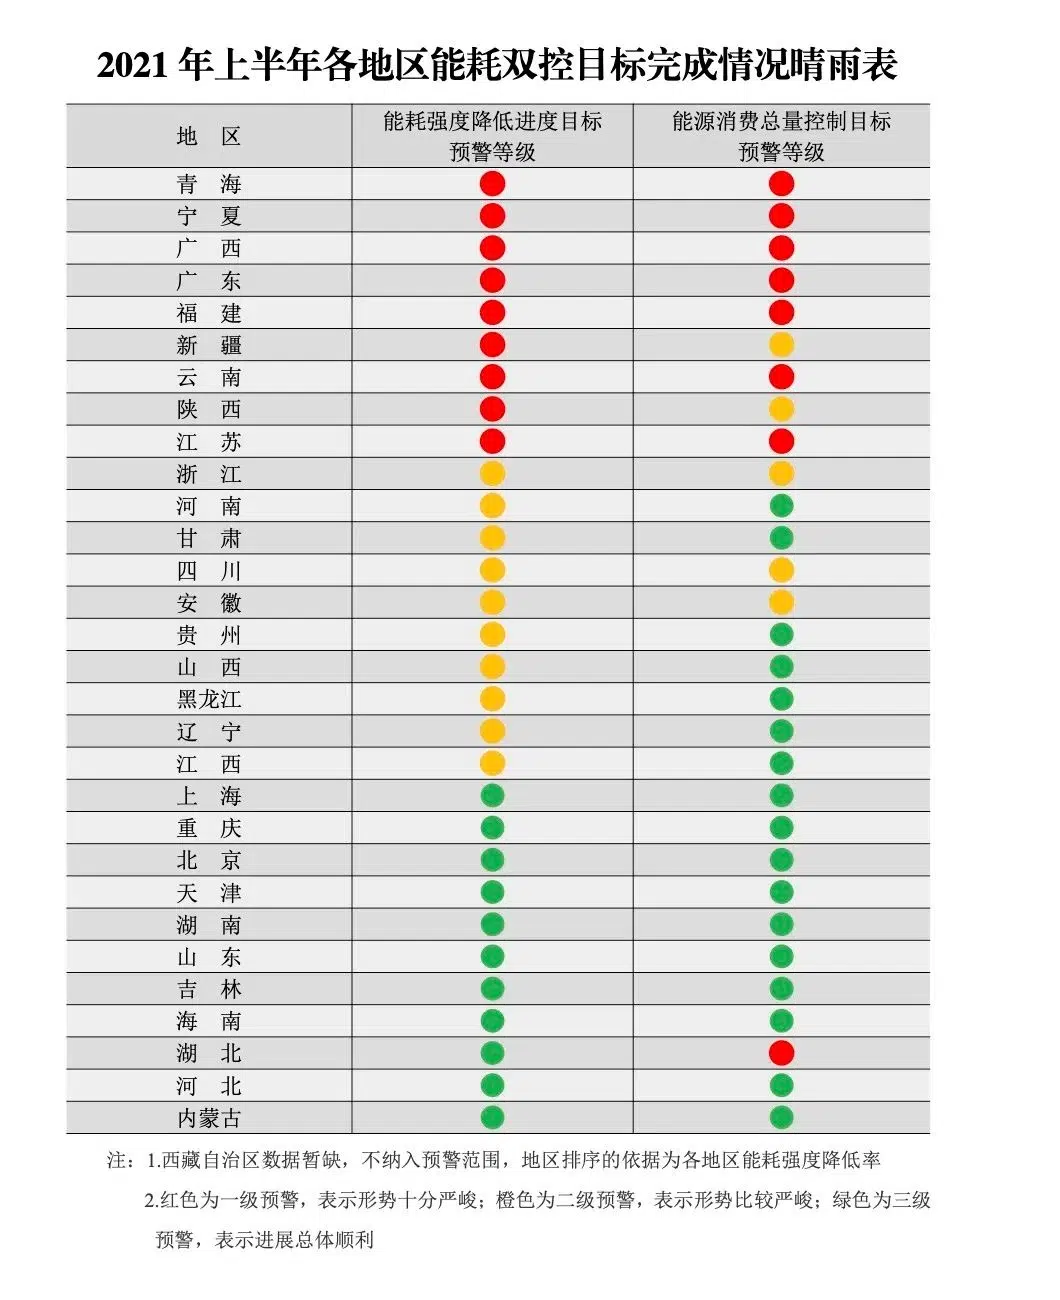 2021 年上半年各地区能耗双控目标完成情况晴雨表
地 区
能耗强度降低进度目标
预警等级
能源消费总量控制目标
预警等级
青 海
宁 夏
广 西
广 东
福 建
新 疆
云 南
陕 西
江 苏
浙 江
河 南
甘 肃
四 川
安 徽
贵 州
山 西
黑龙江
辽 宁
江 西
上 海
重 庆
北 京
天 津
湖 南
山 东
吉 林
海 南
湖 北
河 北
内蒙古
注：1.西藏自治区数据暂缺，不纳入预警范围，地区排序的依据为各地区能耗强度降低率
2.红色为一级预警，表示形势十分严峻；橙色为二级预警，表示形势比较严峻；绿色为三级
预警，表示进展总体顺利